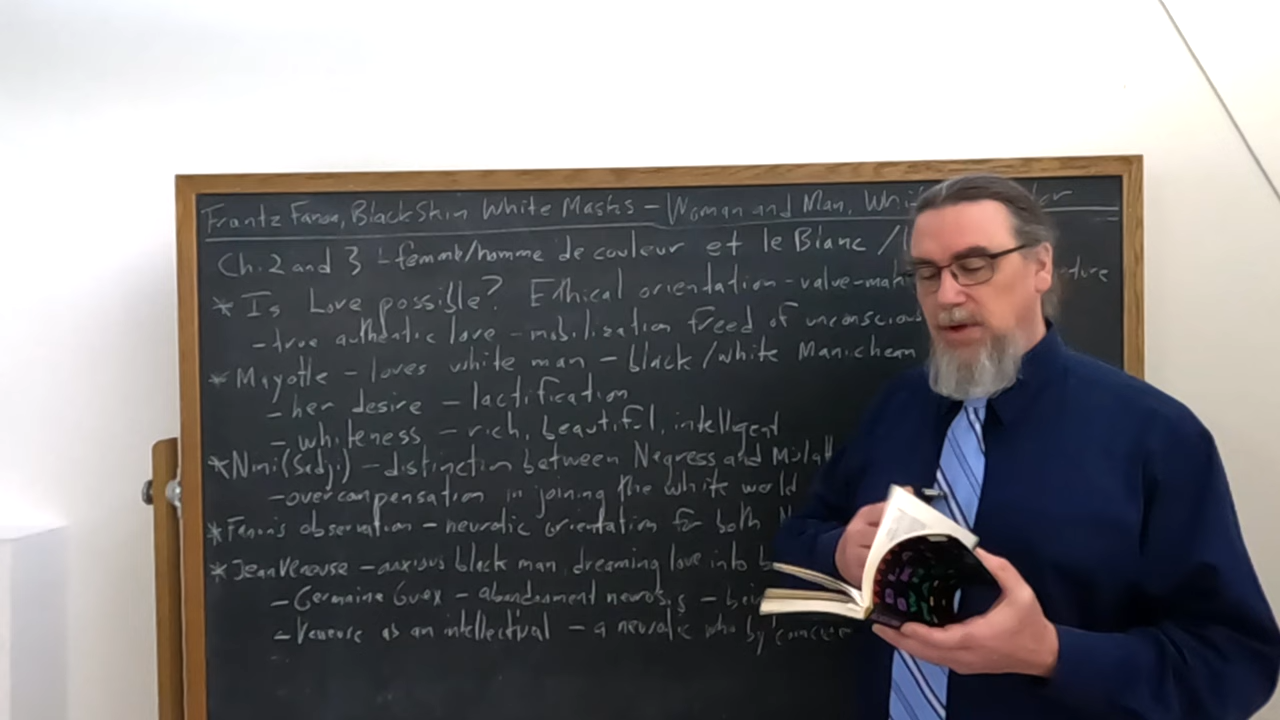 Frantz Fanon, Black Skin White Masks – Woman and Man, Whi
Ch. 2 and 3 – femme/homme de couleur et le Blanc /
* Is Love possible? Ethical orientation – value-mak
– true authentic love – mobilization freed of unconscious
* Mayotte – loves white man – black/white Manichean
– her desire – lactification
– whiteness – rich, beautiful, intelligent
* Nini (Sadji) – distinction between Negress and Mulatt
– overcompensation in joining the white world
* Fanon's observation – neurotic orientation for both N
* Jean Veneuse – anxious black man, dreaming love into b
– Germaine Guex – abandonment neurosis – bei
– Veneuse as an intellectual – a neurotic who by coincide